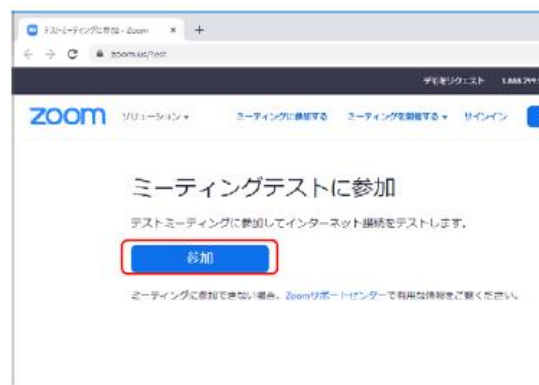 テストミーティングに参加 - Zoom
zoom.us/test
デモをリクエスト 1.888.799
zoom ソリューション ミーティングに参加する ミーティングを開催する サインイン
ミーティングテストに参加
テストミーティングに参加してインターネット接続をテストします。
参加
ミーティングに参加できない場合、Zoomサポートセンターで有用な情報をご覧ください。